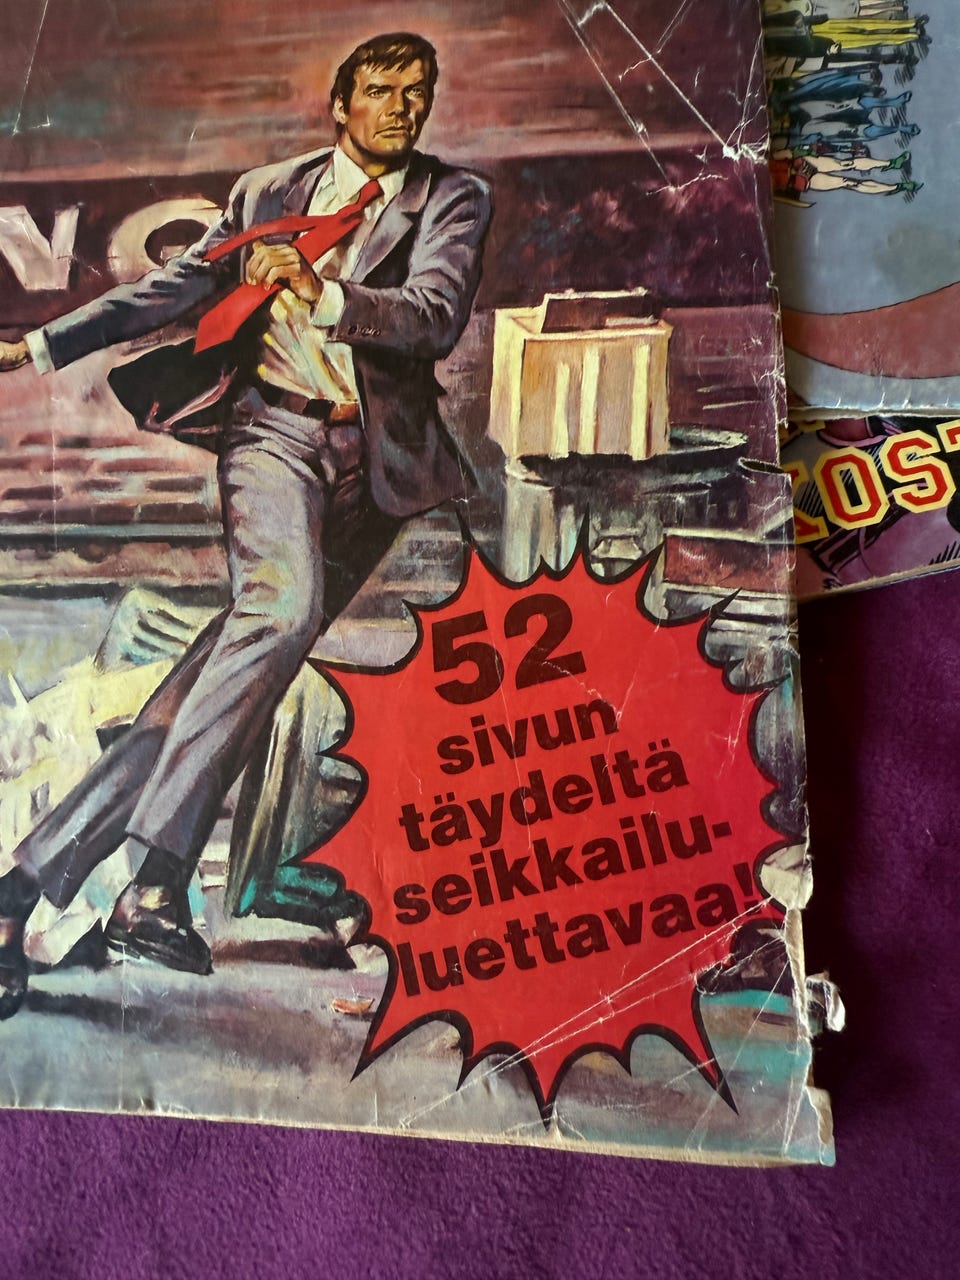 52
sivun
täydeltä
seikkailu-
luettavaa!